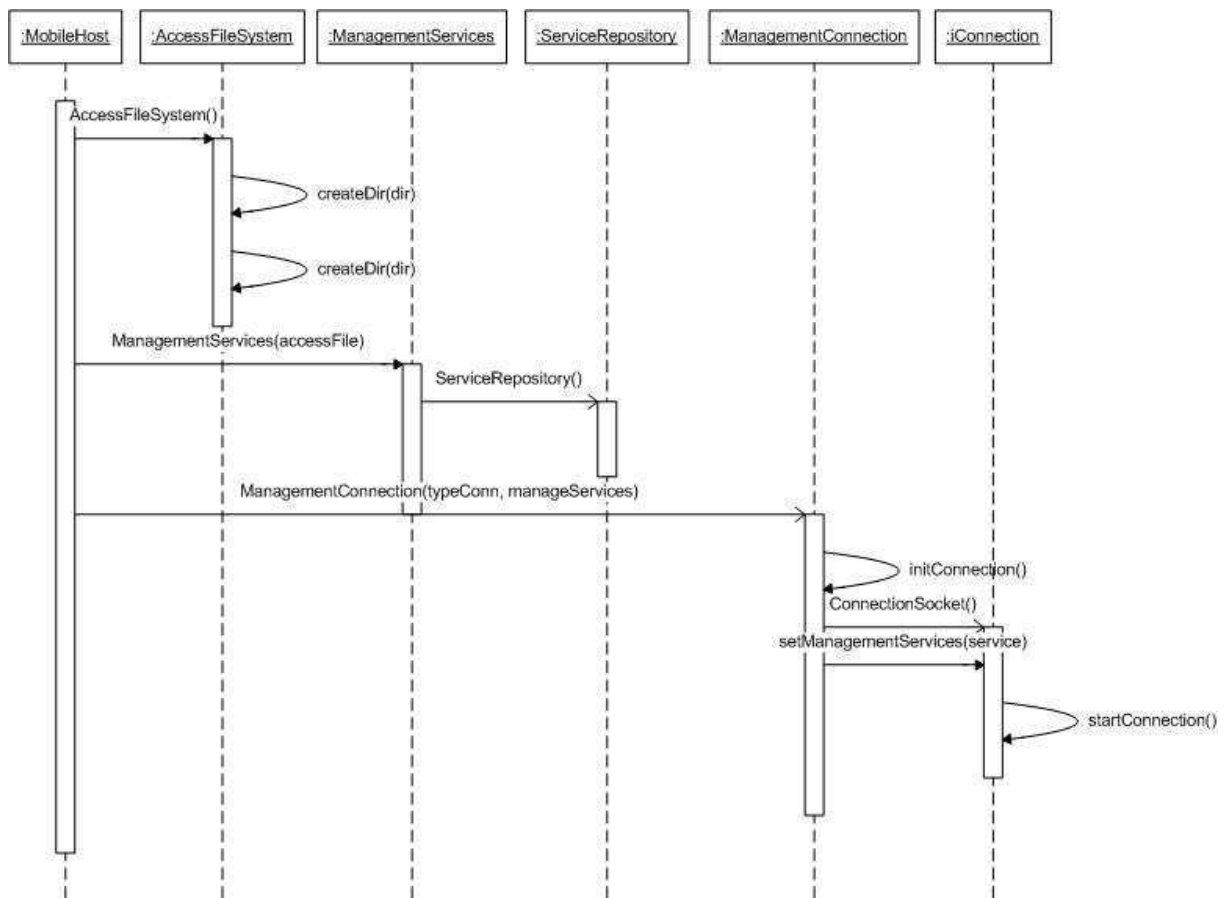 :MobileHost
:AccessFileSystem
:ManagementServices
:ServiceRepository
:ManagementConnection
:iConnection
AccessFileSystem()
createDir(dir)
createDir(dir)
ManagementServices(accessFile)
ServiceRepository()
ManagementConnection(typeConn, manageServices)
initConnection()
ConnectionSocket()
setManagementServices(service)
startConnection()